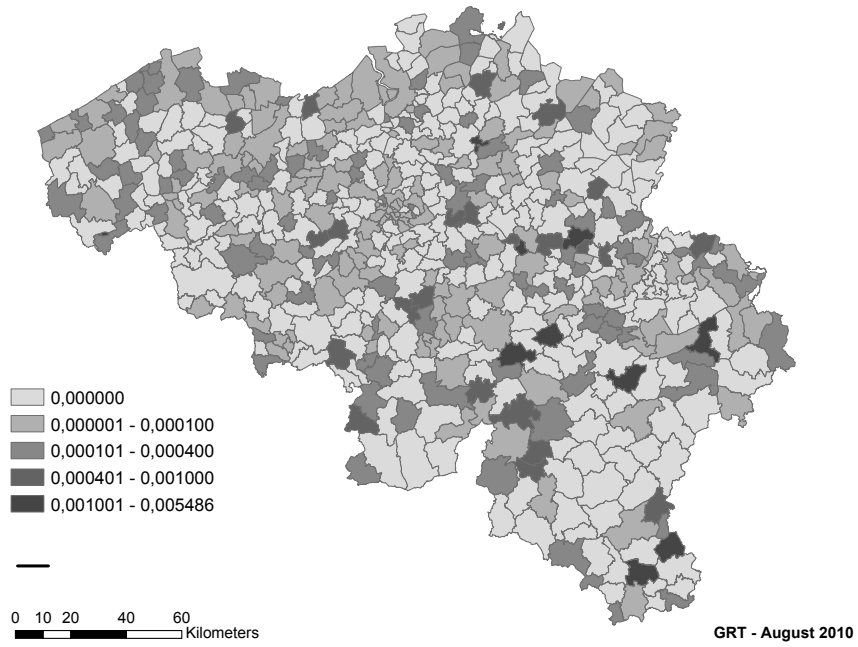 0,000000
0,000001 - 0,000100
0,000101 - 0,000400
0,000401 - 0,001000
0,001001 - 0,005486
0 10 20 40 60
Kilometers
GRT - August 2010